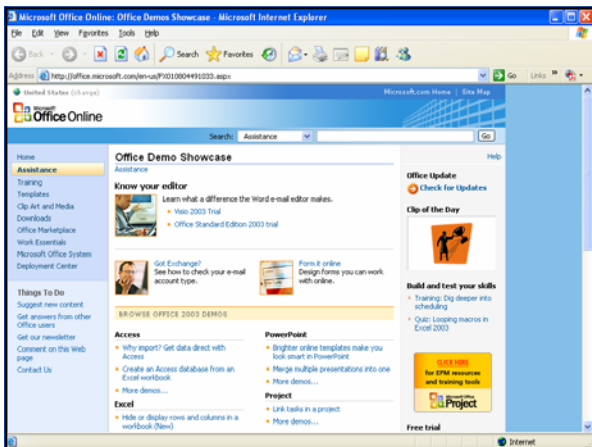 Microsoft Office Online: Office Demos Showcase - Microsoft Internet Explorer
File Edit View Favorites Tools Help
Back Search Favorites
Address http://office.microsoft.com/en-us/FX010804491033.aspx Go Links »
United States (change) Microsoft.com Home | Site Map
Microsoft
Office Online
Search: Assistance Go
Home
Assistance
Training
Templates
Clip Art and Media
Downloads
Office Marketplace
Work Essentials
Microsoft Office System
Deployment Center
Things To Do
Suggest new content
Get answers from other
Office users
Get our newsletter
Comment on this Web
page
Contact Us
Office Demo Showcase Help
Assistance
Know your editor
Learn what a difference the Word e-mail editor makes.
Visio 2003 Trial
Office Standard Edition 2003 trial
Got Exchange?
See how to check your e-mail
account type.
Form it online
Design forms you can work
with online.
BROWSE OFFICE 2003 DEMOS
Access
Why import? Get data direct with
Access
Create an Access database from an
Excel workbook
More demos...
Excel
Hide or display rows and columns in a
workbook (New)
PowerPoint
Brighter online templates make you
look smart in PowerPoint
Merge multiple presentations into one
More demos...
Project
Link tasks in a project
More demos...
Office Update
Check for Updates
Clip of the Day
Build and test your skills
Training: Dig deeper into
scheduling
Quiz: Looping macros in
Excel 2003
CLICK HERE
for EPM resources
and training tools
Microsoft Office
Project
Free trial
Internet